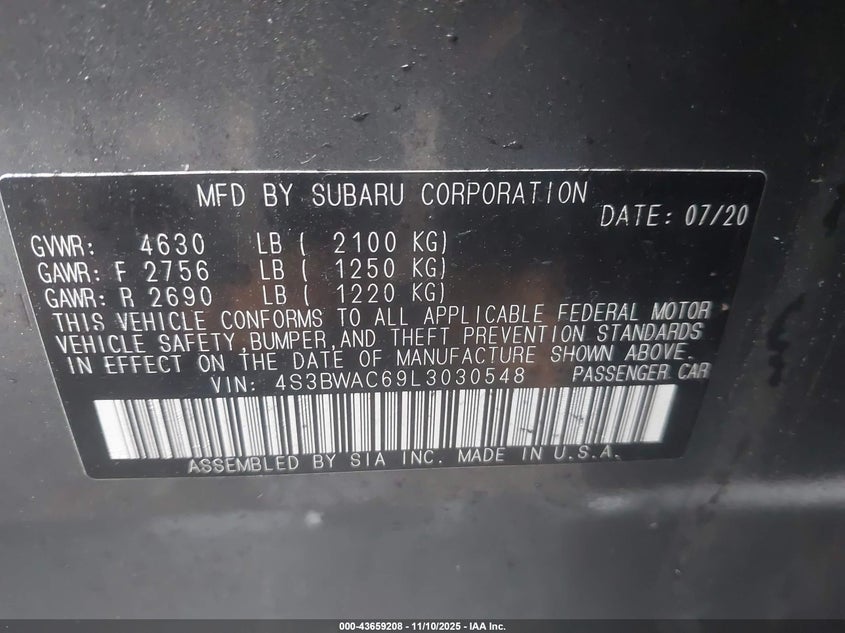 MFD BY SUBARU CORPORATION
DATE: 07/20
GVWR: 4630 LB ( 2100 KG)
GAWR: F 2756 LB ( 1250 KG)
GAWR: R 2690 LB ( 1220 KG)
THIS VEHICLE CONFORMS TO ALL APPLICABLE FEDERAL MOTOR
VEHICLE SAFETY,BUMPER,AND THEFT PREVENTION STANDARDS
IN EFFECT ON THE DATE OF MANUFACTURE SHOWN ABOVE.
VIN: 4S3BWAC69L3030548 PASSENGER CAR
ASSEMBLED BY SIA INC. MADE IN U.S.A.
000-43659208 - 11/10/2025 - IAA Inc.